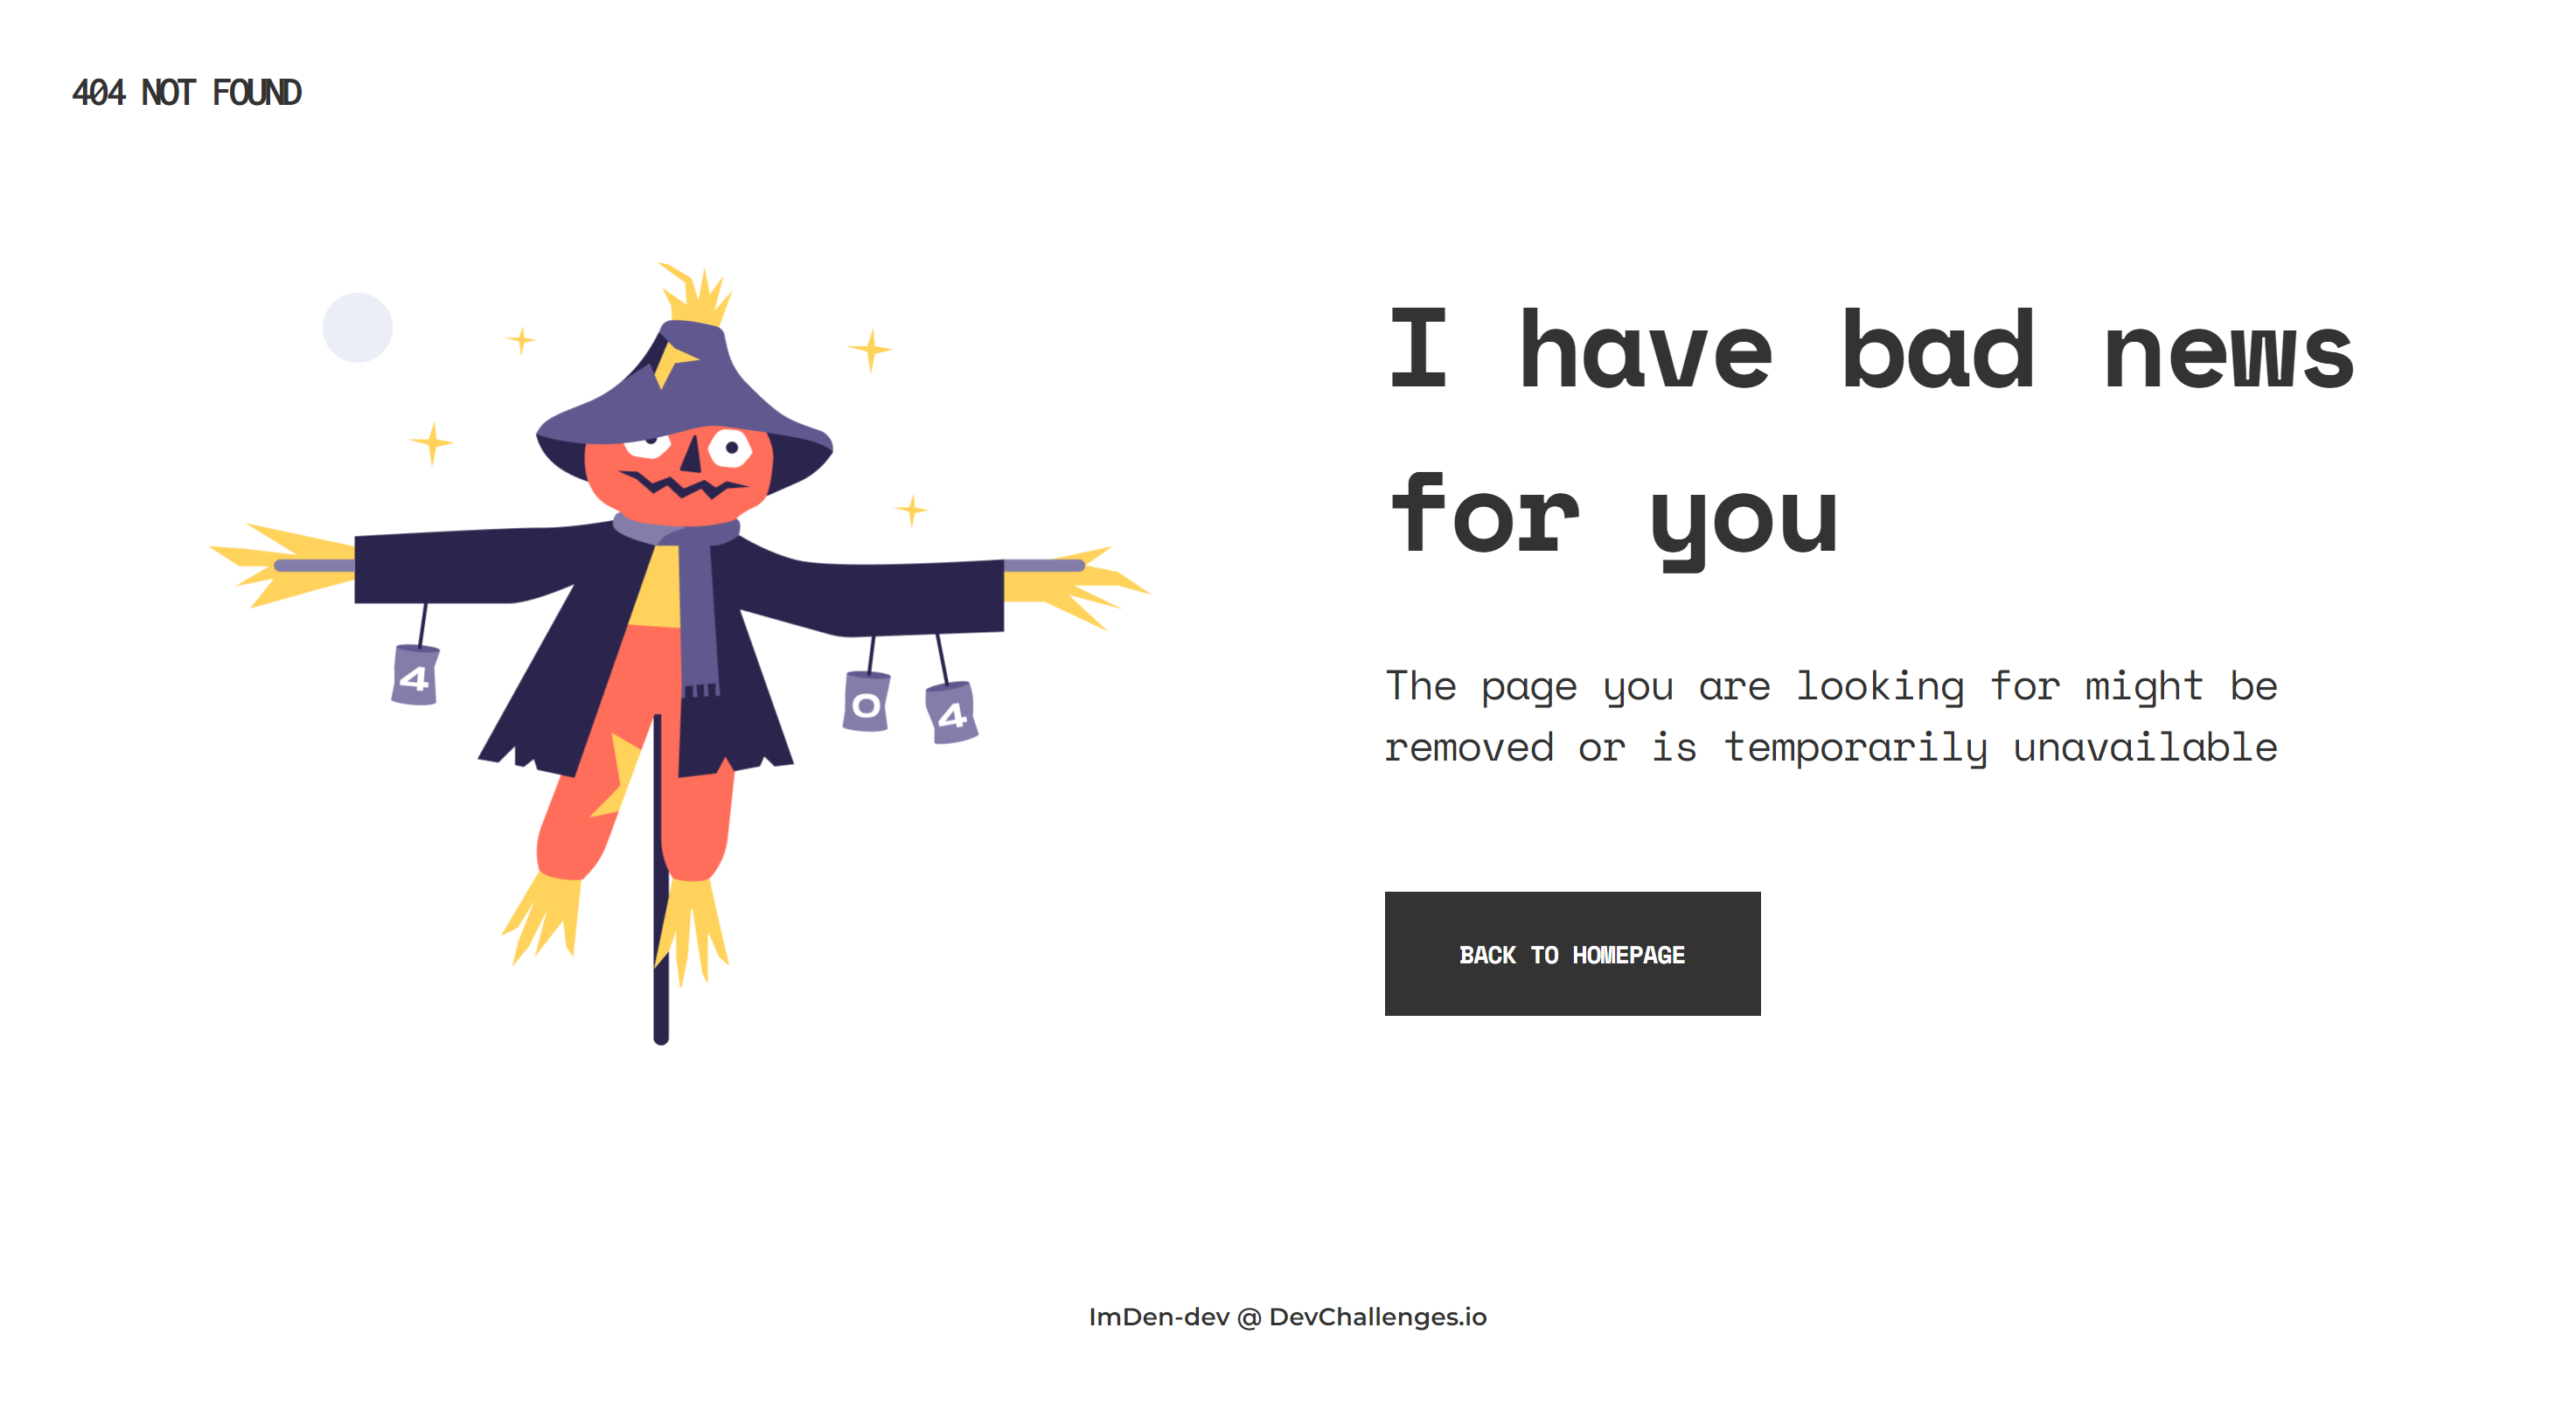 404 NOT FOUND
4
0
4
I have bad news
for you
The page you are looking for might be
removed or is temporarily unavailable
BACK TO HOMEPAGE
ImDen-dev @ DevChallenges.io